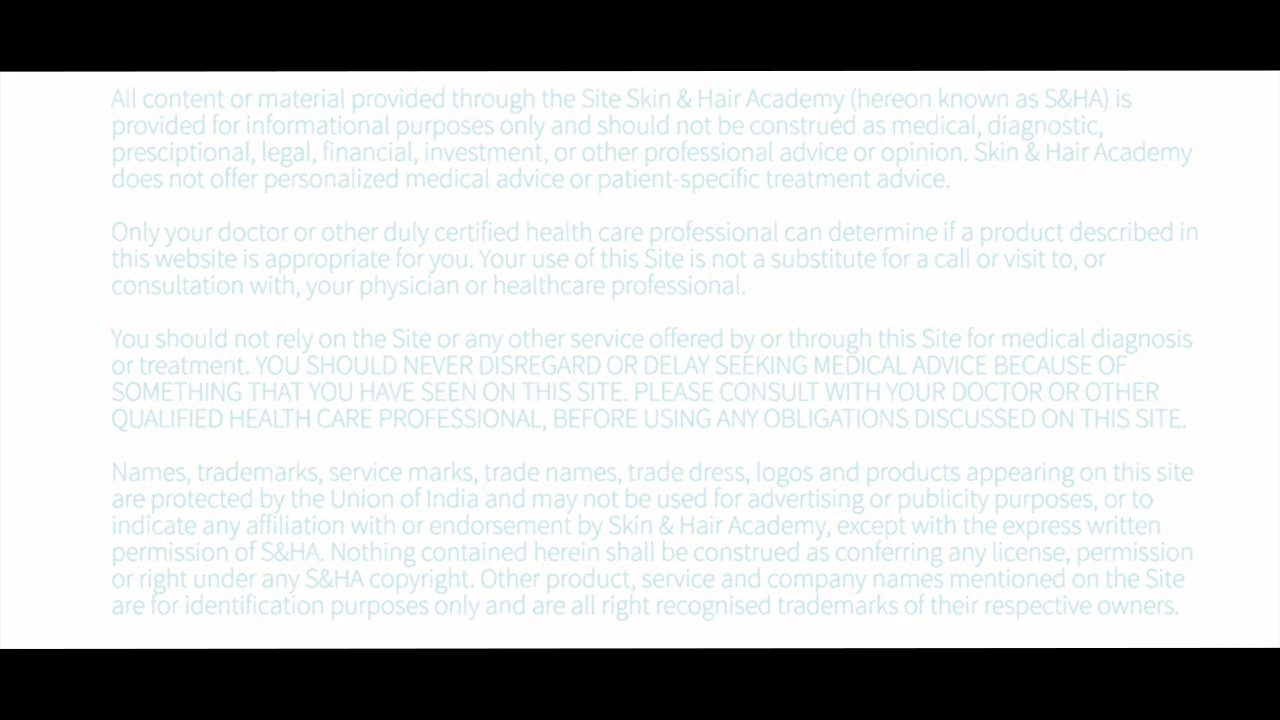 All content or material provided through the Site Skin & Hair Academy (hereon known as S&HA) is
provided for informational purposes only and should not be construed as medical, diagnostic,
presciptional, legal, financial, investment, or other professional advice or opinion. Skin & Hair Academy
does not offer personalized medical advice or patient-specific treatment advice.
Only your doctor or other duly certified health care professional can determine if a product described in
this website is appropriate for you. Your use of this Site is not a substitute for a call or visit to, or
consultation with, your physician or healthcare professional.
You should not rely on the Site or any other service offered by or through this Site for medical diagnosis
or treatment. YOU SHOULD NEVER DISREGARD OR DELAY SEEKING MEDICAL ADVICE BECAUSE OF
SOMETHING THAT YOU HAVE SEEN ON THIS SITE. PLEASE CONSULT WITH YOUR DOCTOR OR OTHER
QUALIFIED HEALTH CARE PROFESSIONAL, BEFORE USING ANY OBLIGATIONS DISCUSSED ON THIS SITE.
Names, trademarks, service marks, trade names, trade dress, logos and products appearing on this site
are protected by the Union of India and may not be used for advertising or publicity purposes, or to
indicate any affiliation with or endorsement by Skin & Hair Academy, except with the express written
permission of S&HA. Nothing contained herein shall be construed as conferring any license, permission
or right under any S&HA copyright. Other product, service and company names mentioned on the Site
are for identification purposes only and are all right recognised trademarks of their respective owners.